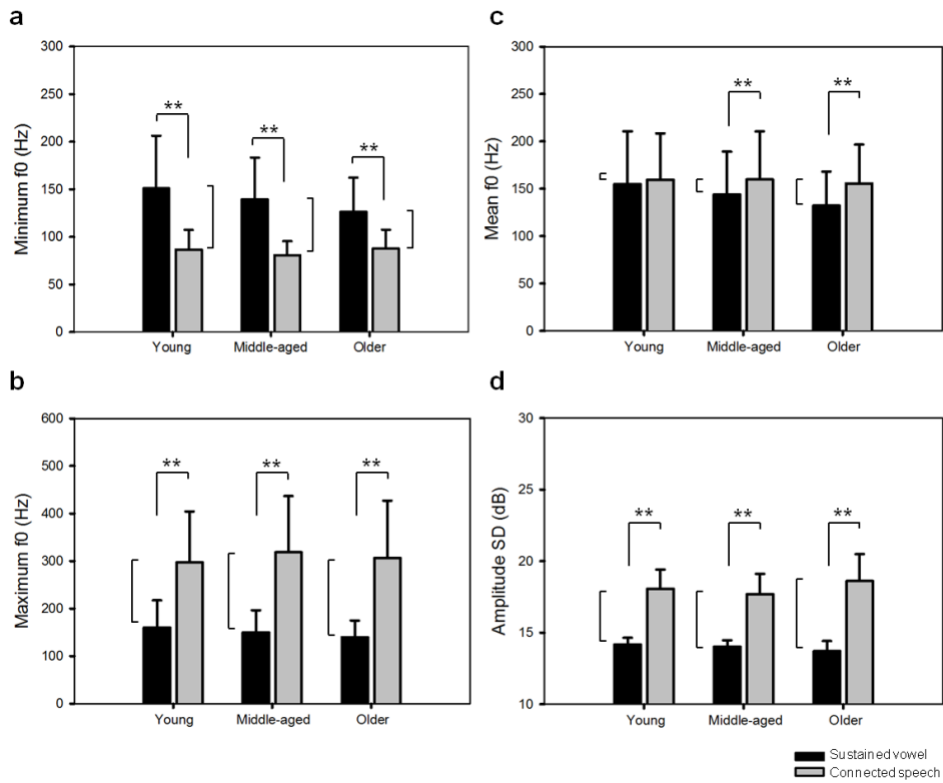 a
300
250
200
150
100
50
0
Minimum f0 (Hz)
**
**
**
Young
Middle-aged
Older
c
300
250
200
150
100
50
0
Mean f0 (Hz)
**
**
Young
Middle-aged
Older
b
600
500
400
300
200
100
0
Maximum f0 (Hz)
**
**
**
Young
Middle-aged
Older
d
30
25
20
15
10
Amplitude SD (dB)
**
**
**
Young
Middle-aged
Older
Sustained vowel
Connected speech